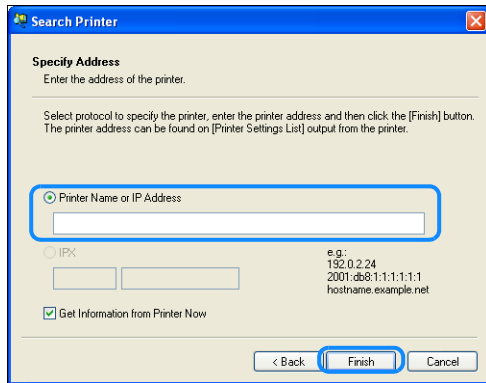 Search Printer
Specify Address
Enter the address of the printer.
Select protocol to specify the printer, enter the printer address and then click the [Finish] button.
The printer address can be found on [Printer Settings List] output from the printer.
Printer Name or IP Address
IPX
e.g.:
192.0.2.24
2001:db8:1:1:1:1:1:1
hostname.example.net
Get Information from Printer Now
< Back
Finish
Cancel